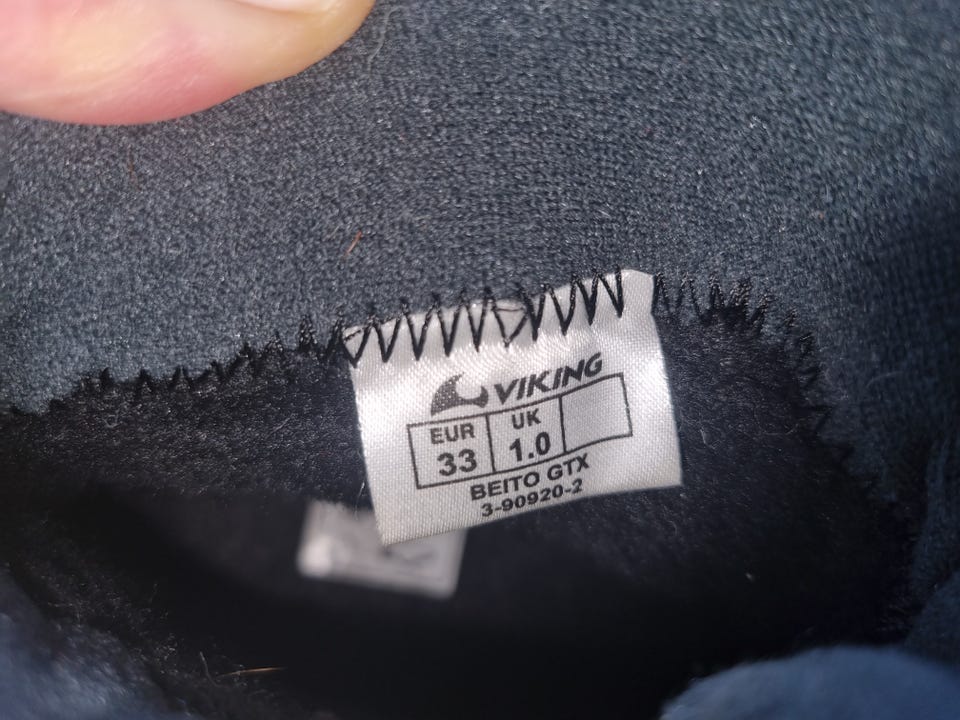 VIKING
EUR UK
33 1.0
BEITO GTX
3-90920-2